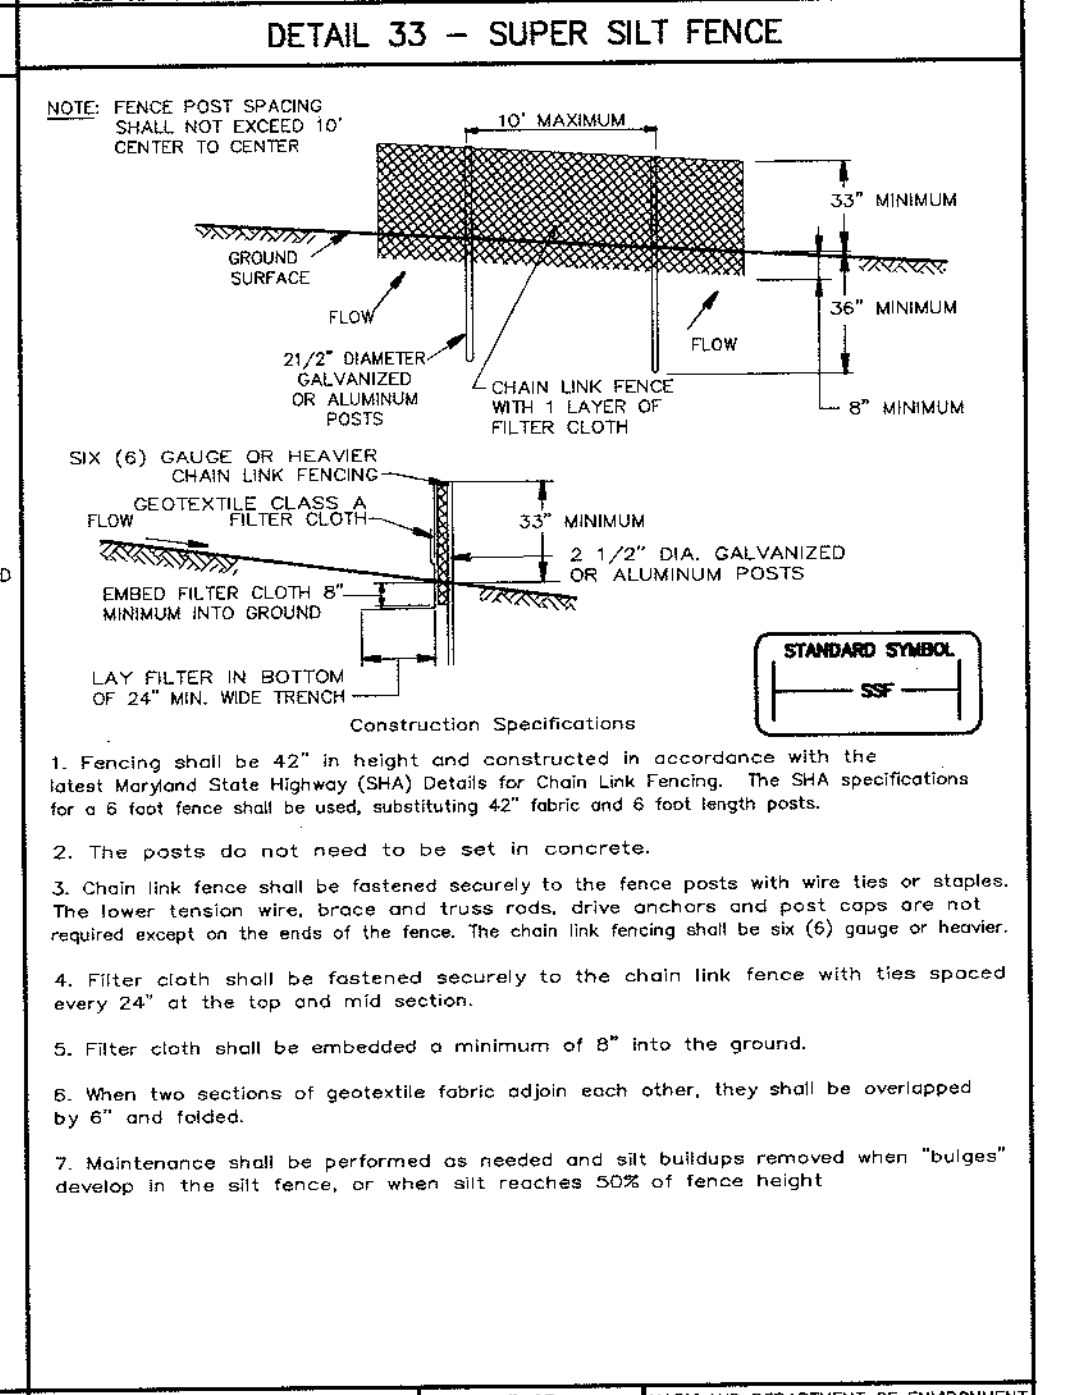 DETAIL 33 – SUPER SILT FENCE
NOTE: FENCE POST SPACING
SHALL NOT EXCEED 10'
CENTER TO CENTER
10' MAXIMUM
33" MINIMUM
GROUND
SURFACE
FLOW
36" MINIMUM
FLOW
21/2" DIAMETER
GALVANIZED
OR ALUMINUM
POSTS
CHAIN LINK FENCE
WITH 1 LAYER OF
FILTER CLOTH
8" MINIMUM
SIX (6) GAUGE OR HEAVIER
CHAIN LINK FENCING
GEOTEXTILE CLASS A
FILTER CLOTH
FLOW
33" MINIMUM
2 1/2" DIA. GALVANIZED
OR ALUMINUM POSTS
D
EMBED FILTER CLOTH 8"
MINIMUM INTO GROUND
LAY FILTER IN BOTTOM
OF 24" MIN. WIDE TRENCH
STANDARD SYMBOL
SSF
Construction Specifications
1. Fencing shall be 42" in height and constructed in accordance with the
latest Maryland State Highway (SHA) Details for Chain Link Fencing. The SHA specifications
for a 6 foot fence shall be used, substituting 42" fabric and 6 foot length posts.
2. The posts do not need to be set in concrete.
3. Chain link fence shall be fastened securely to the fence posts with wire ties or staples.
The lower tension wire, brace and truss rods, drive anchors and post caps are not
required except on the ends of the fence. The chain link fencing shall be six (6) gauge or heavier.
4. Filter cloth shall be fastened securely to the chain link fence with ties spaced
every 24" at the top and mid section.
5. Filter cloth shall be embedded a minimum of 8" into the ground.
6. When two sections of geotextile fabric adjoin each other, they shall be overlapped
by 6" and folded.
7. Maintenance shall be performed as needed and silt buildups removed when "bulges"
develop in the silt fence, or when silt reaches 50% of fence height